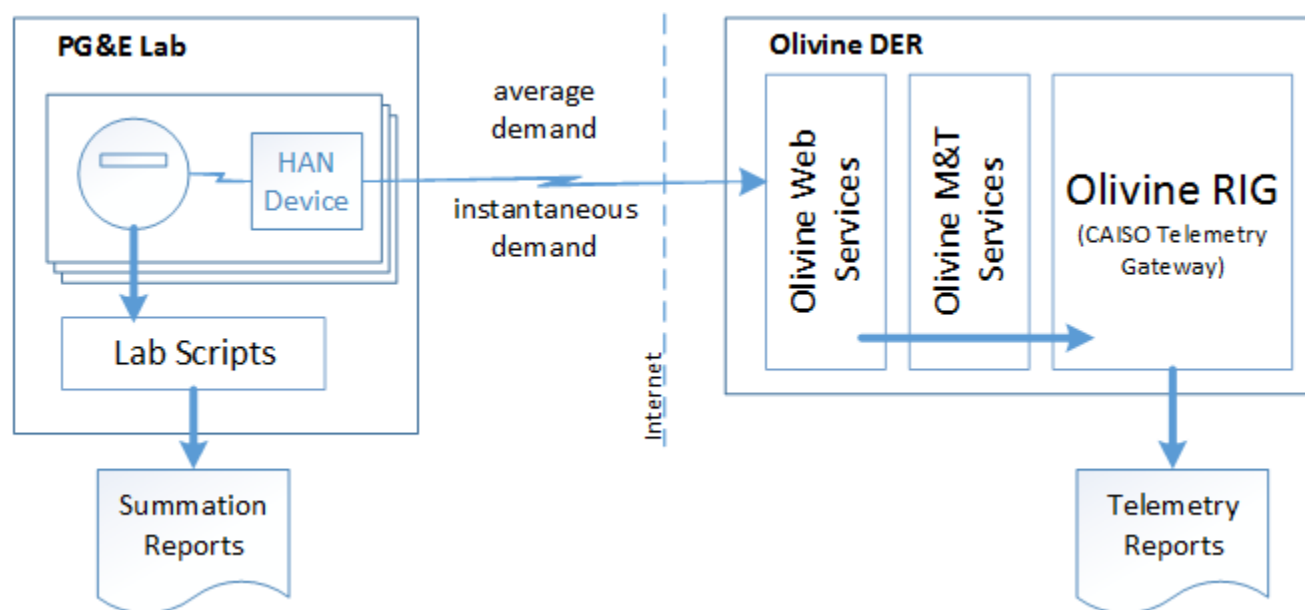 PG&E Lab
HAN
Device
Lab Scripts
Summation
Reports
average
demand
instantaneous
demand
Internet
Olivine DER
Olivine Web
Services
Olivine M&T
Services
Olivine RIG
(CAISO Telemetry
Gateway)
Telemetry
Reports